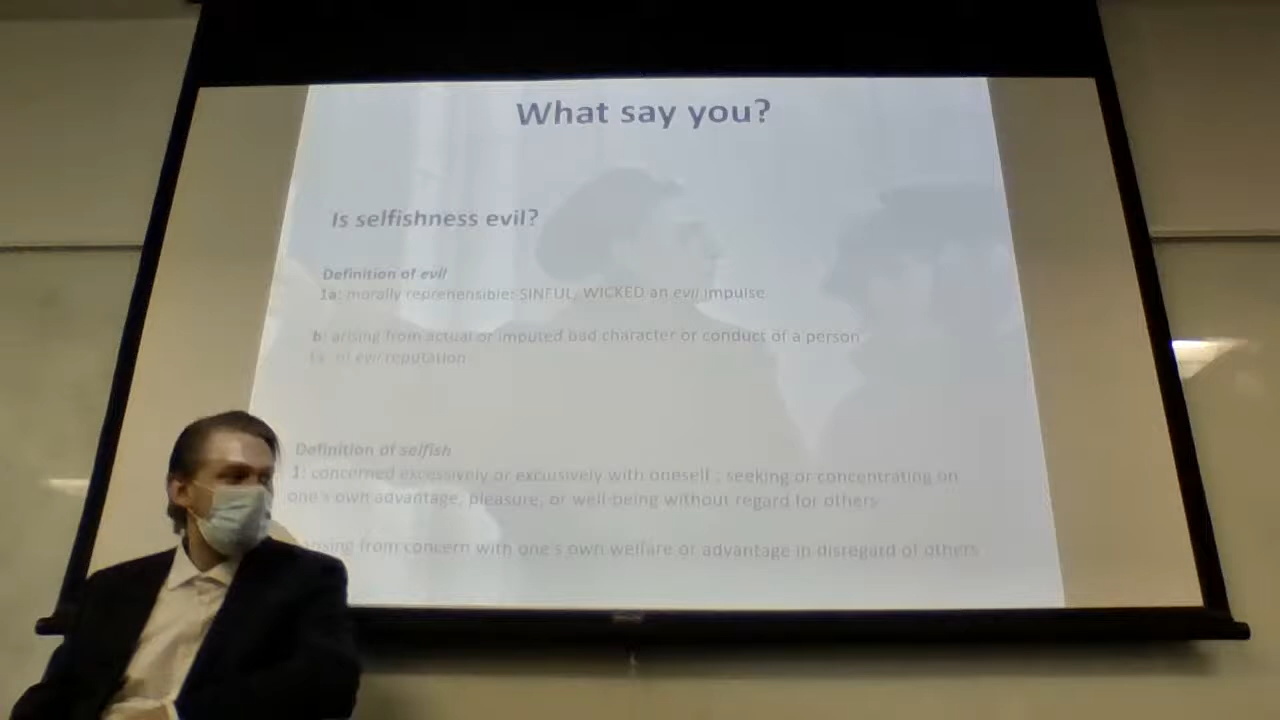 What say you?
Is selfishness evil?
Definition of evil
1a: morally reprehensible: SINFUL, WICKED an evil impulse
b: arising from actual or imputed bad character or conduct of a person
of evil reputation
Definition of selfish
1: concerned excessively or excusively with oneself : seeking or concentrating on
one's own advantage, pleasure, or well-being without regard for others
arising from concern with one's own welfare or advantage in disregard of others